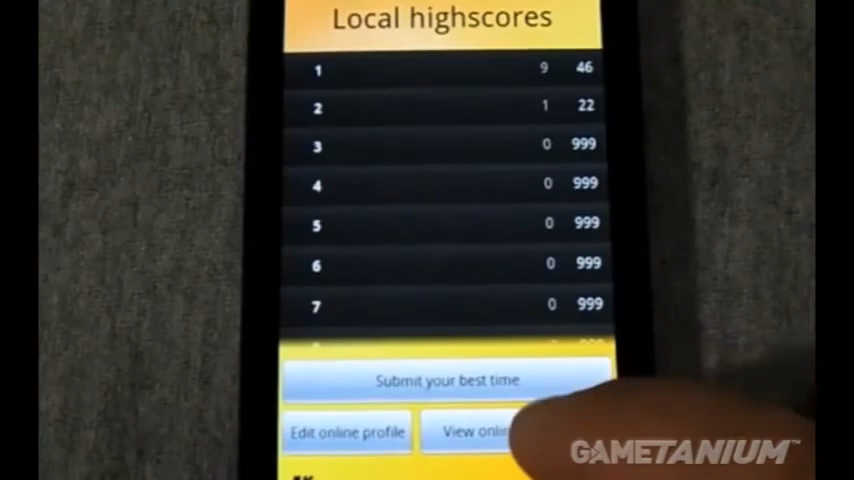 Local highscores
1 9 46
2 1 22
3 0 999
4 0 999
5 0 999
6 0 999
7 0 999
Submit your best time
Edit online profile
View onlin
GAMETANIUM™